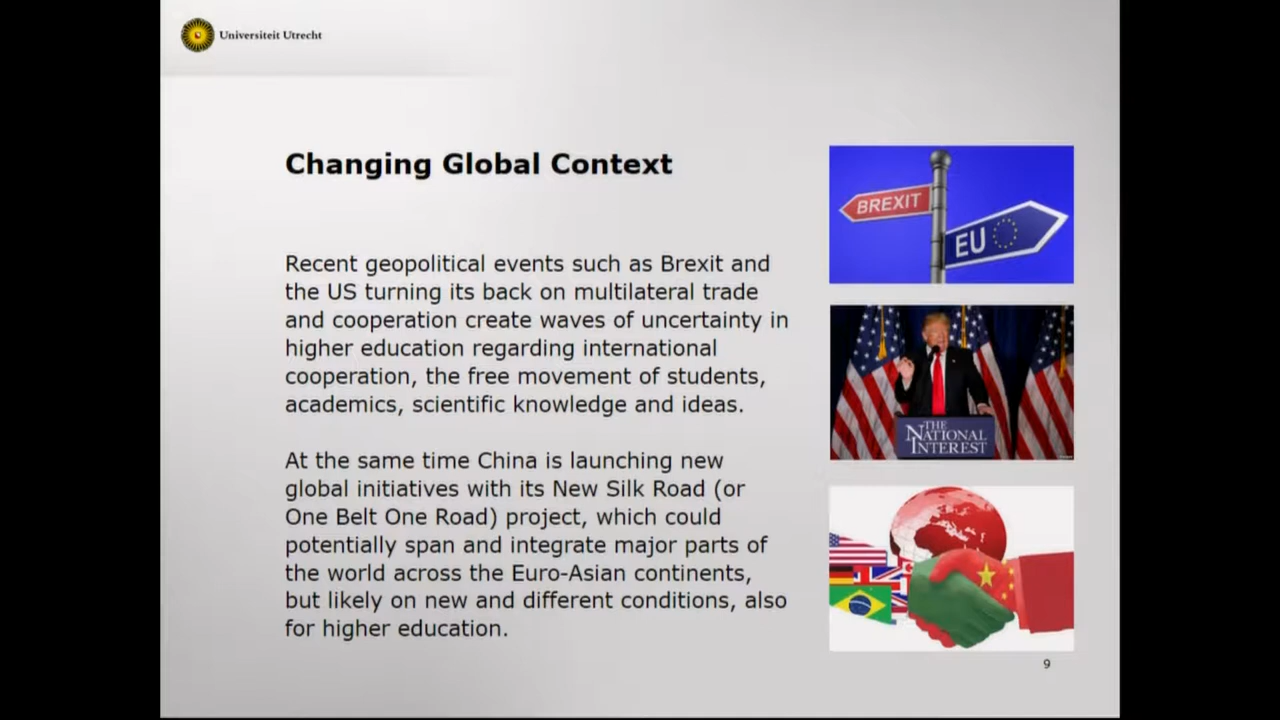 Universiteit Utrecht
Changing Global Context
Recent geopolitical events such as Brexit and
the US turning its back on multilateral trade
and cooperation create waves of uncertainty in
higher education regarding international
cooperation, the free movement of students,
academics, scientific knowledge and ideas.
At the same time China is launching new
global initiatives with its New Silk Road (or
One Belt One Road) project, which could
potentially span and integrate major parts of
the world across the Euro-Asian continents,
but likely on new and different conditions, also
for higher education.
BREXIT
EU
THE
NATIONAL
INTEREST
9